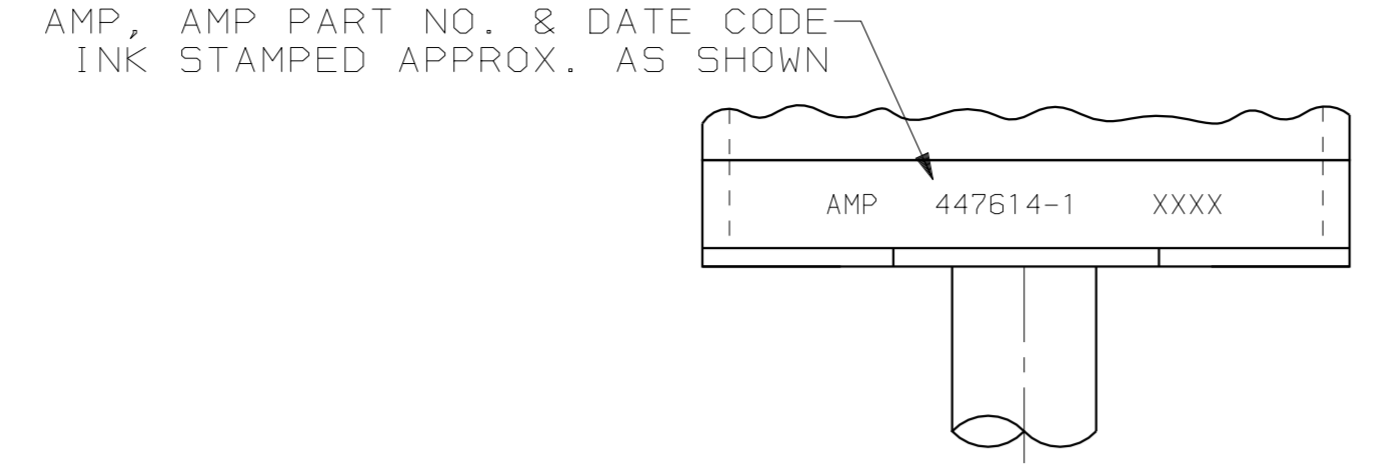 AMP, AMP PART NO. & DATE CODE
INK STAMPED APPROX. AS SHOWN
AMP 447614-1 XXXX